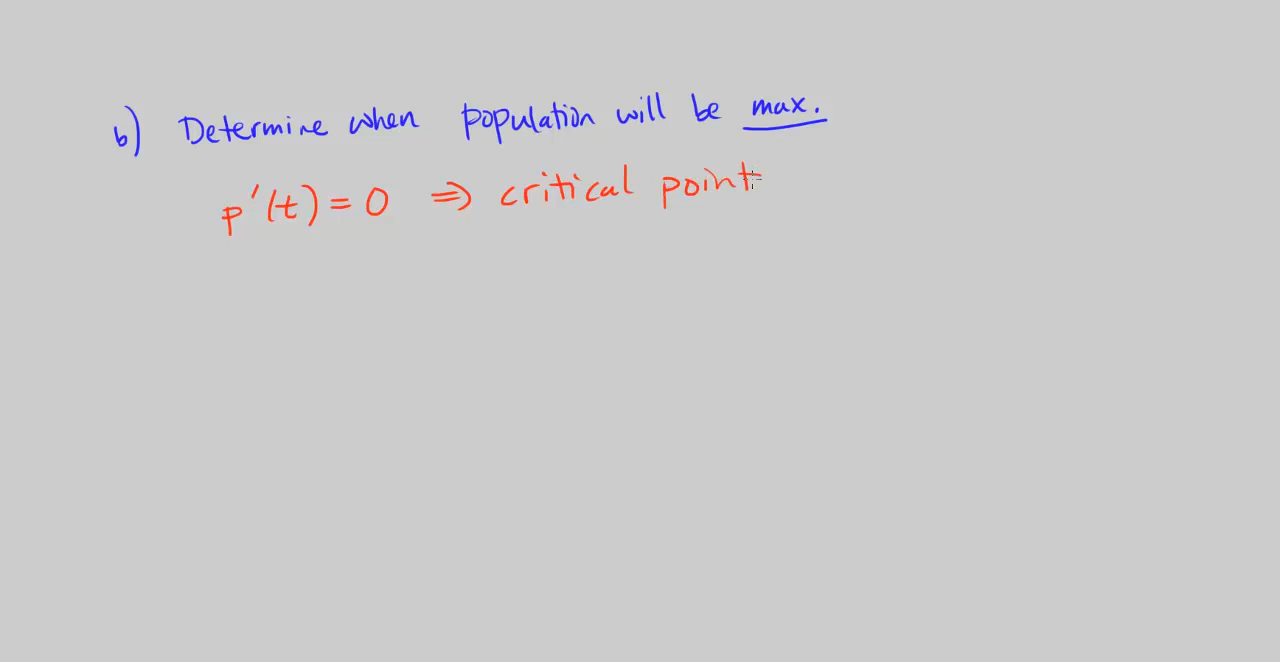 b) Determine when population will be max.
p'(t) = 0 ⇒ critical point